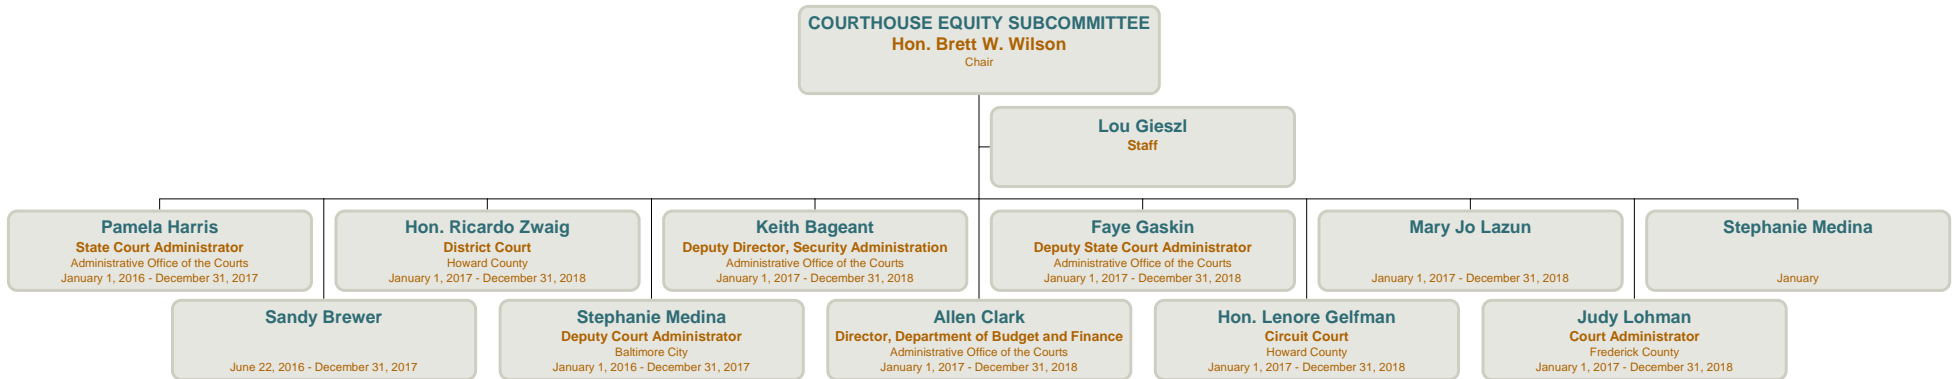 COURTHOUSE EQUITY SUBCOMMITTEE
Hon. Brett W. Wilson
Chair
Lou Gieszl
Staff
Pamela Harris
State Court Administrator
Administrative Office of the Courts
January 1, 2016 - December 31, 2017
Hon. Ricardo Zwaig
District Court
Howard County
January 1, 2017 - December 31, 2018
Keith Bageant
Deputy Director, Security Administration
Administrative Office of the Courts
January 1, 2017 - December 31, 2018
Faye Gaskin
Deputy State Court Administrator
Administrative Office of the Courts
January 1, 2017 - December 31, 2018
Mary Jo Lazun
January 1, 2017 - December 31, 2018
Stephanie Medina
January
Sandy Brewer
June 22, 2016 - December 31, 2017
Stephanie Medina
Deputy Court Administrator
Baltimore City
January 1, 2016 - December 31, 2017
Allen Clark
Director, Department of Budget and Finance
Administrative Office of the Courts
January 1, 2017 - December 31, 2018
Hon. Lenore Gelfman
Circuit Court
Howard County
January 1, 2017 - December 31, 2018
Judy Lohman
Court Administrator
Frederick County
January 1, 2017 - December 31, 2018